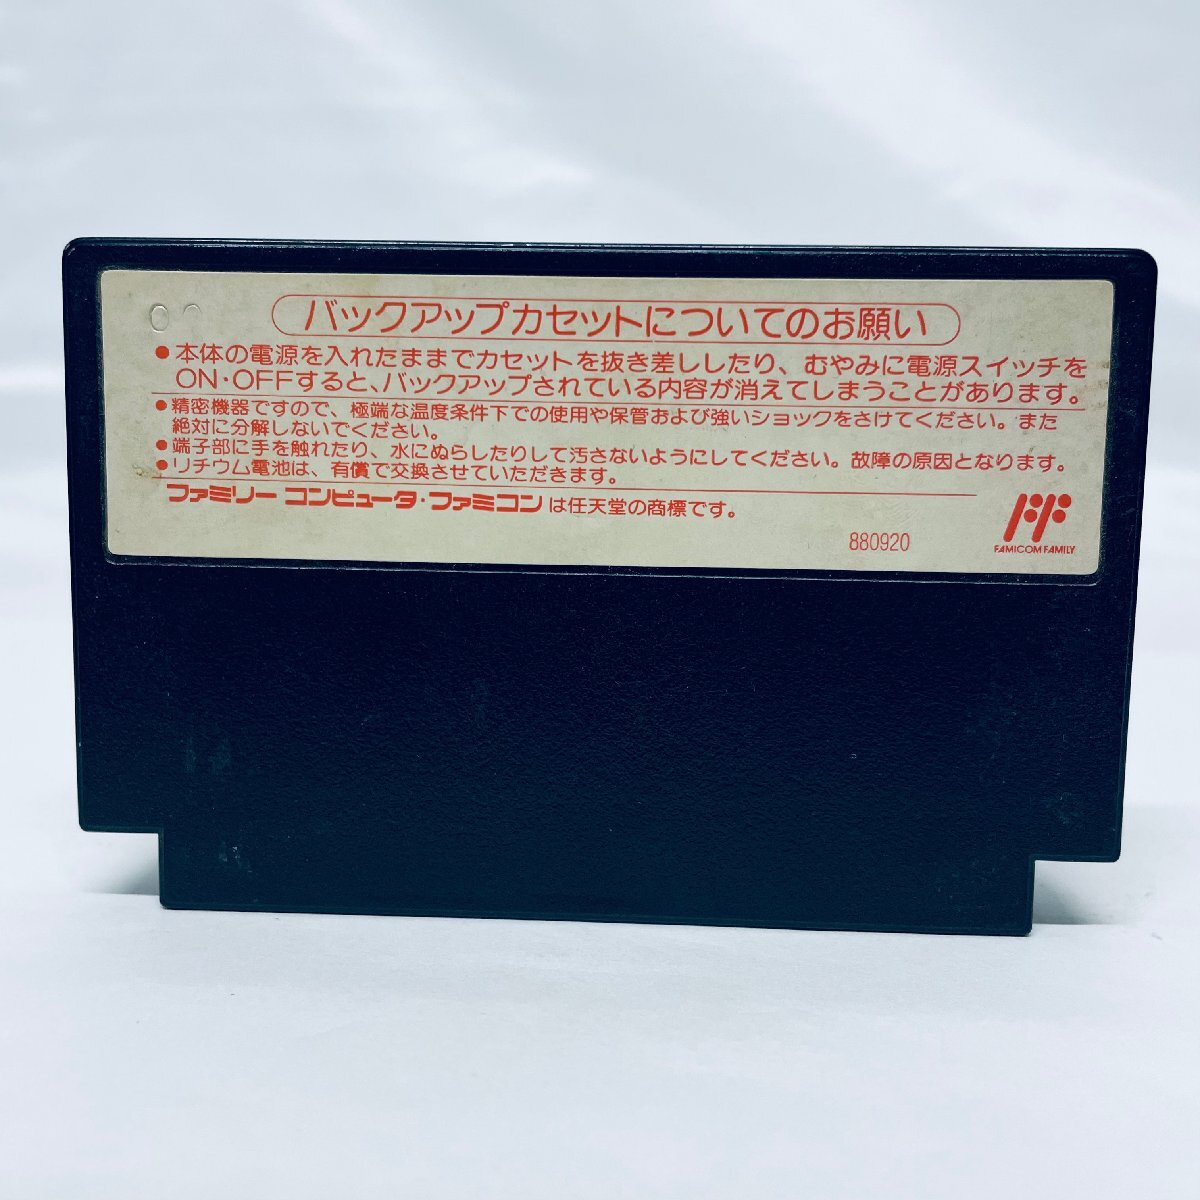 バックアップカセットについてのお願い
●本体の電源を入れたままでカセットを抜き差ししたり、むやみに電源スイッチを
ON・OFFすると、バックアップされている内容が消えてしまうことがあります。
●精密機器ですので、極端な温度条件下での使用や保管および強いショックをさけてください。また
絶対に分解しないでください。
●端子部に手を触れたり、水にぬらしたりして汚さないようにしてください。故障の原因となります。
●リチウム電池は、有償で交換させていただきます。
ファミリー コンピュータ・ファミコンは任天堂の商標です。
880920
FAMICOM FAMILY